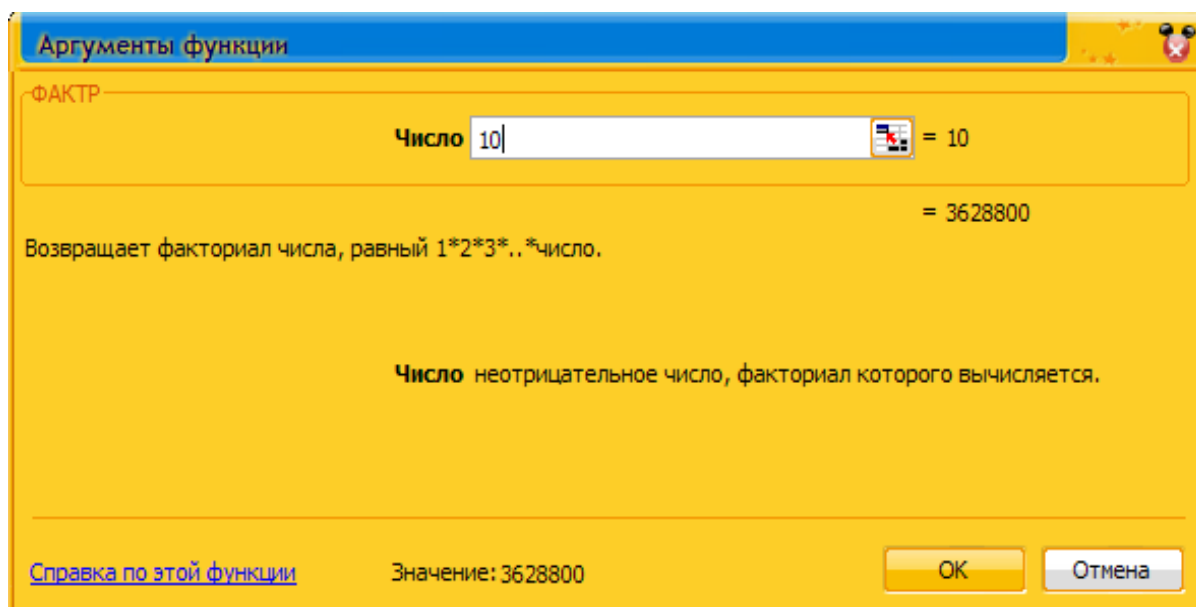 Аргументы функции
ФАКТР
Число 10 = 10
= 3628800
Возвращает факториал числа, равный 1*2*3*..*число.
Число неотрицательное число, факториал которого вычисляется.
Справка по этой функции Значение: 3628800 ОК Отмена